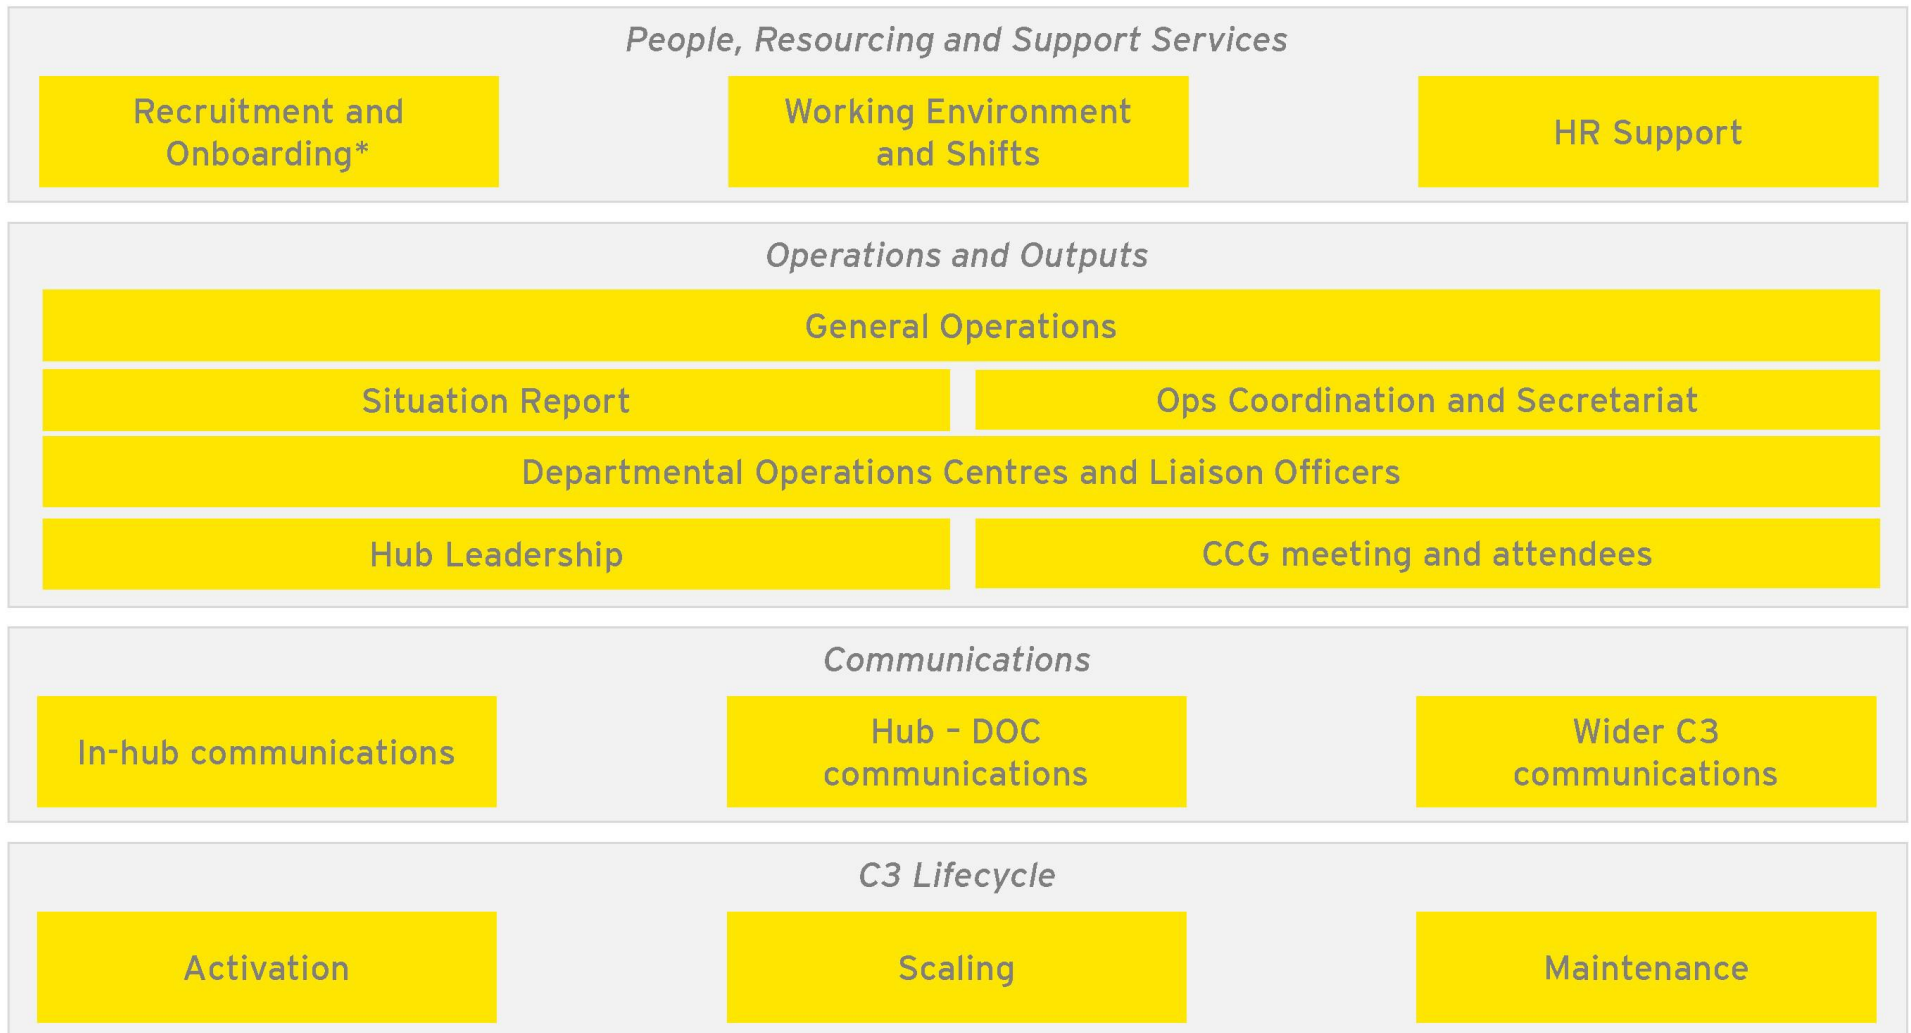 People, Resourcing and Support Services
Recruitment and
Onboarding*
Working Environment
and Shifts
HR Support
Operations and Outputs
General Operations
Situation Report
Ops Coordination and Secretariat
Departmental Operations Centres and Liaison Officers
Hub Leadership
CCG meeting and attendees
Communications
In-hub communications
Hub – DOC
communications
Wider C3
communications
C3 Lifecycle
Activation
Scaling
Maintenance